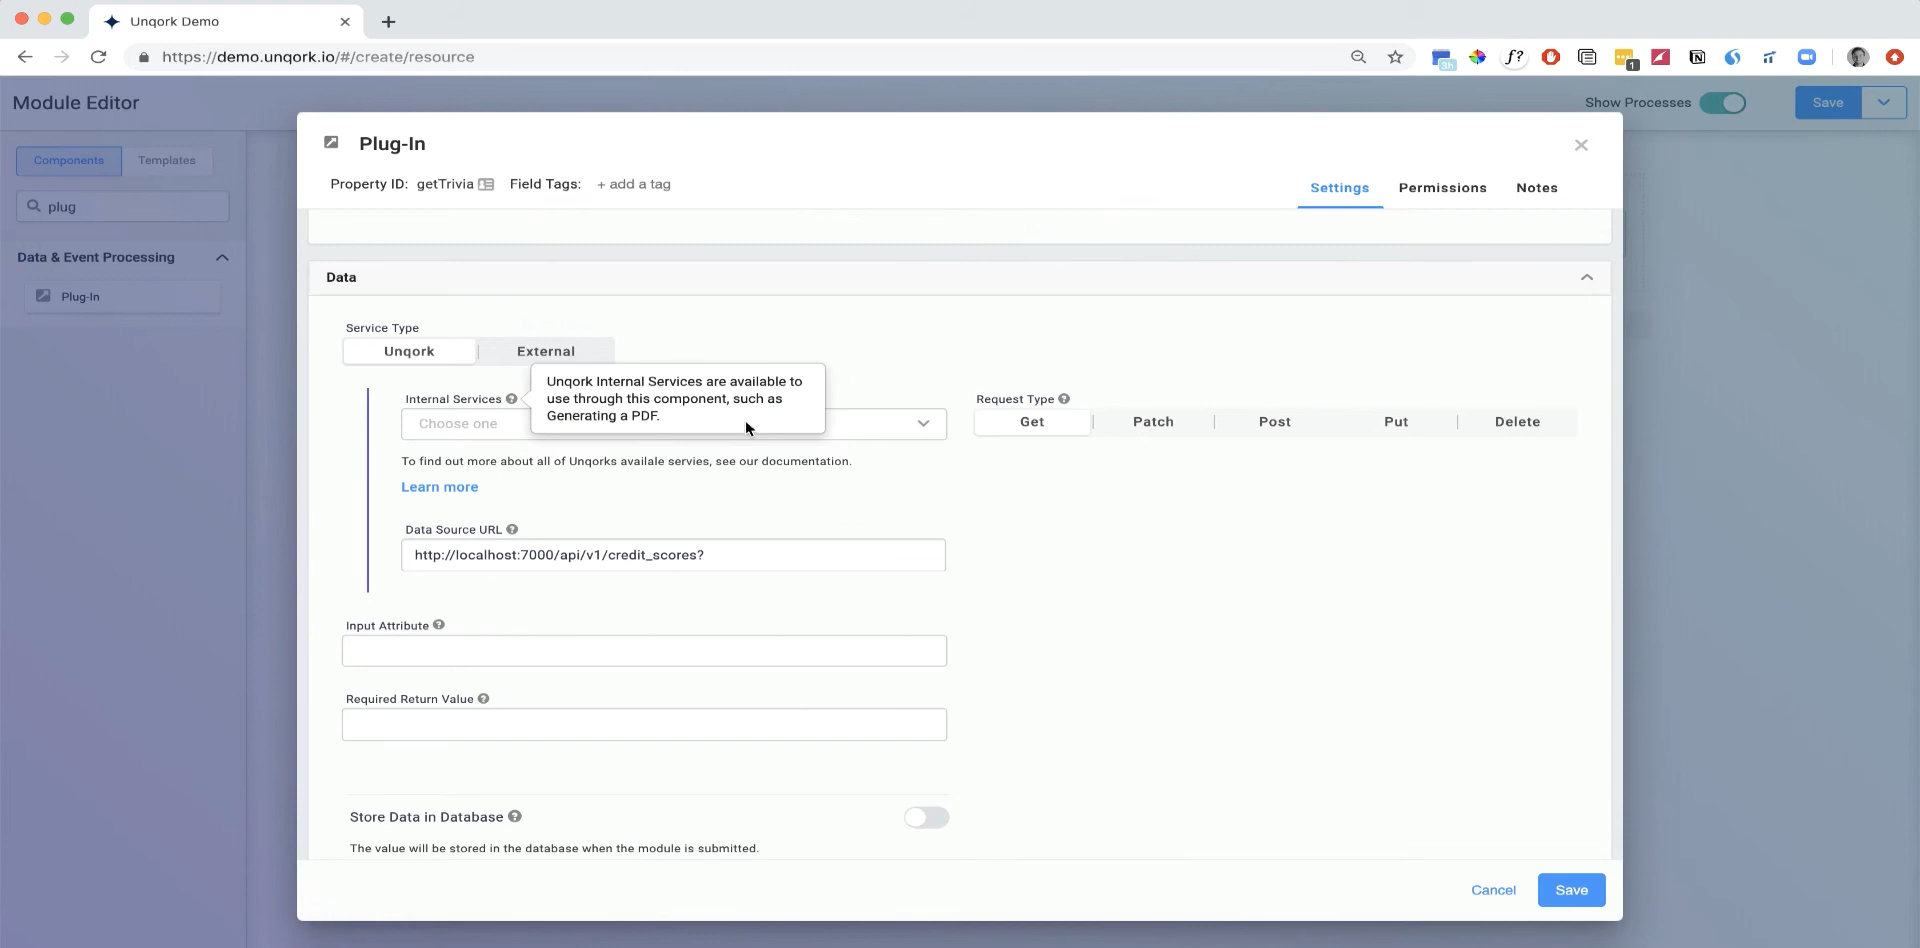 Unqork Demo
https://demo.unqork.io/#/create/resource
3h
f?
1
Module Editor
Show Processes
Save
Components
Templates
plug
Data & Event Processing
Plug-In
Plug-In
Property ID: getTrivia
Field Tags: + add a tag
Settings
Permissions
Notes
Data
Service Type
Unqork
External
Unqork Internal Services are available to
use through this component, such as
Generating a PDF.
Internal Services
Choose one
Request Type
Get
Patch
Post
Put
Delete
To find out more about all of Unqorks availale servies, see our documentation.
Learn more
Data Source URL
http://localhost:7000/api/v1/credit_scores?
Input Attribute
Required Return Value
Store Data in Database
The value will be stored in the database when the module is submitted.
Cancel
Save